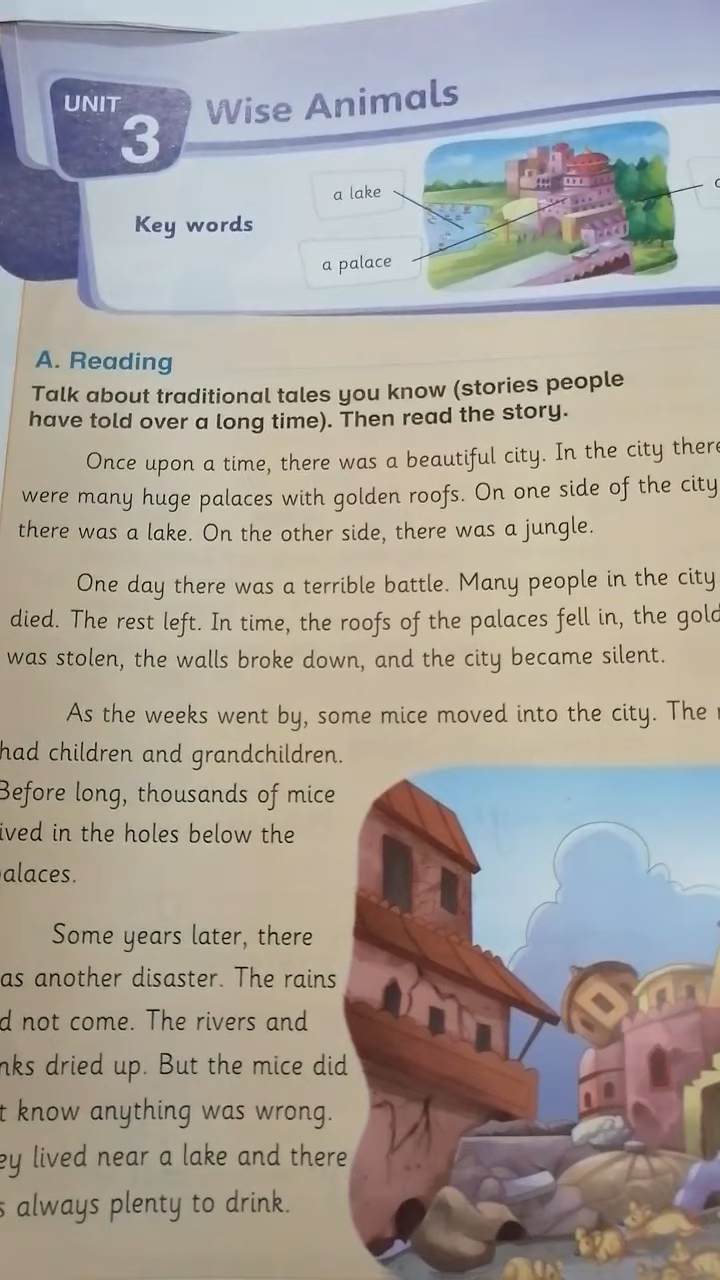 UNIT
3
Wise Animals
Key words
a lake
a palace
A. Reading
Talk about traditional tales you know (stories people
have told over a long time). Then read the story.
Once upon a time, there was a beautiful city. In the city there
were many huge palaces with golden roofs. On one side of the city
there was a lake. On the other side, there was a jungle.
One day there was a terrible battle. Many people in the city
died. The rest left. In time, the roofs of the palaces fell in, the gold
was stolen, the walls broke down, and the city became silent.
As the weeks went by, some mice moved into the city. The
had children and grandchildren.
Before long, thousands of mice
ived in the holes below the
alaces.
Some years later, there
as another disaster. The rains
d not come. The rivers and
nks dried up. But the mice did
t know anything was wrong.
ey lived near a lake and there
s always plenty to drink.